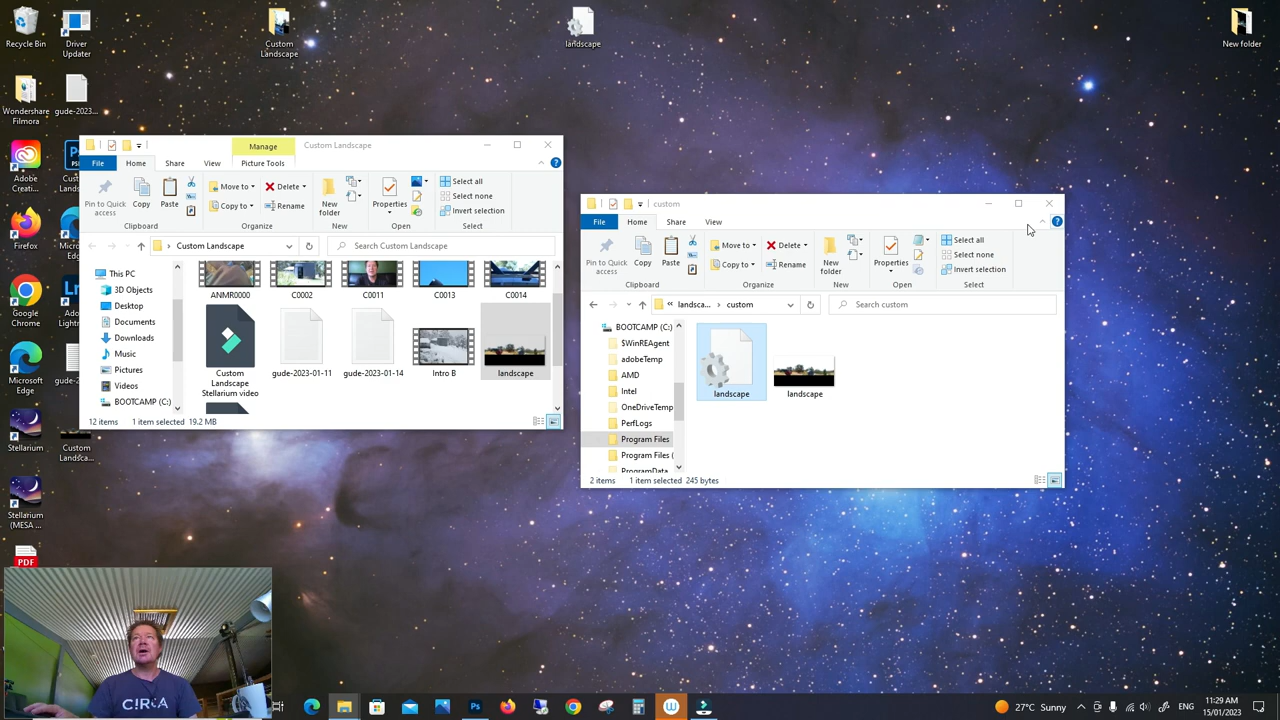 Recycle Bin
Driver
Updater
Custom
Landscape
landscape
New folder
Wondershare
Filmora
gude-2023...
Adobe
Creati...
Firefox
Google
Chrome
Microsoft
Edge
Stellarium
Custom
Landsca...
Stellarium
(MESA ...
PDF
Manage
Custom Landscape
File
Home
Share
View
Picture Tools
Pin to Quick
access
Copy
Paste
Clipboard
Move to
Copy to
Delete
Rename
Organize
New
folder
New
Properties
Open
Select all
Select none
Invert selection
Select
Custom Landscape
Search Custom Landscape
This PC
3D Objects
Desktop
Documents
Downloads
Music
Pictures
Videos
BOOTCAMP (C:)
ANMR0000
C0002
C0011
C0013
C0014
Custom
Landscape
Stellarium video
gude-2023-01-11
gude-2023-01-14
Intro B
landscape
12 items
1 item selected 19.2 MB
custom
File
Home
Share
View
Pin to Quick
access
Copy
Paste
Clipboard
Move to
Copy to
Delete
Rename
Organize
New
folder
New
Properties
Open
Select all
Select none
Invert selection
Select
« landsca... › custom
Search custom
BOOTCAMP (C:)
$WinREAgent
adobeTemp
AMD
Intel
OneDriveTemp
PerfLogs
Program Files
Program Files (
ProgramData
landscape
landscape
2 items
1 item selected 245 bytes
C!RCA
27°C Sunny
ENG
11:29 AM
15/01/2023